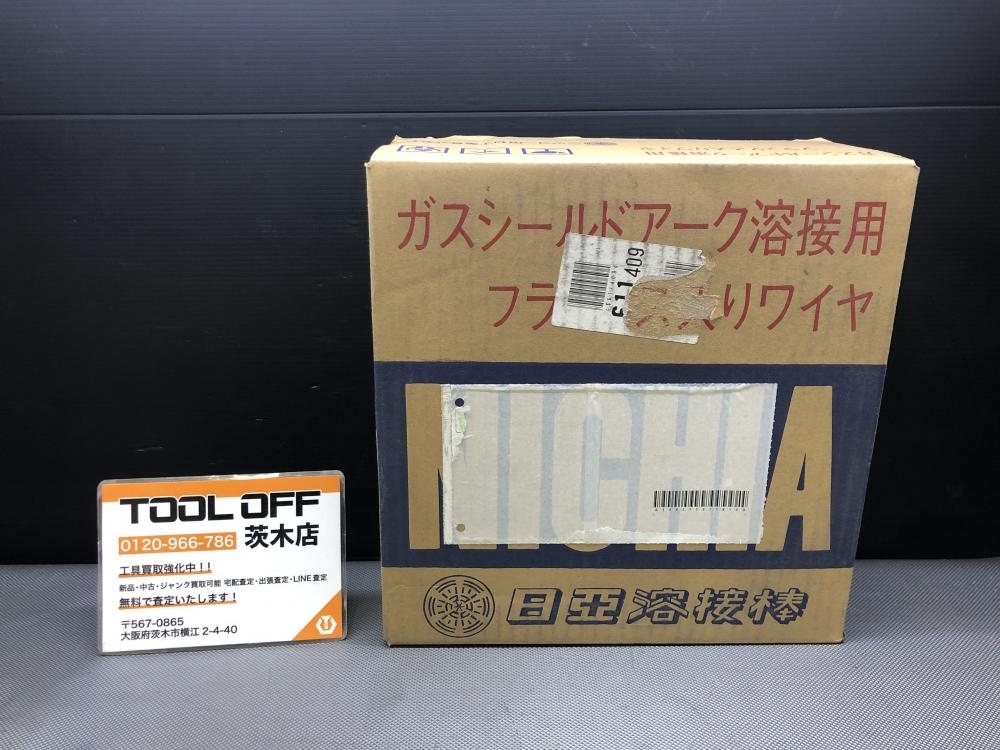 ガスシールドアーク溶接用
フラ ス入りワイヤ
611409
NICHIA
日亜溶接棒
TOOL OFF
0120-966-786 茨木店
工具買取強化中！！
新品・中古・ジャンク買取可能 宅配査定・出張査定・LINE査定
無料で査定いたします！
〒567-0865
大阪府茨木市横江 2-4-40